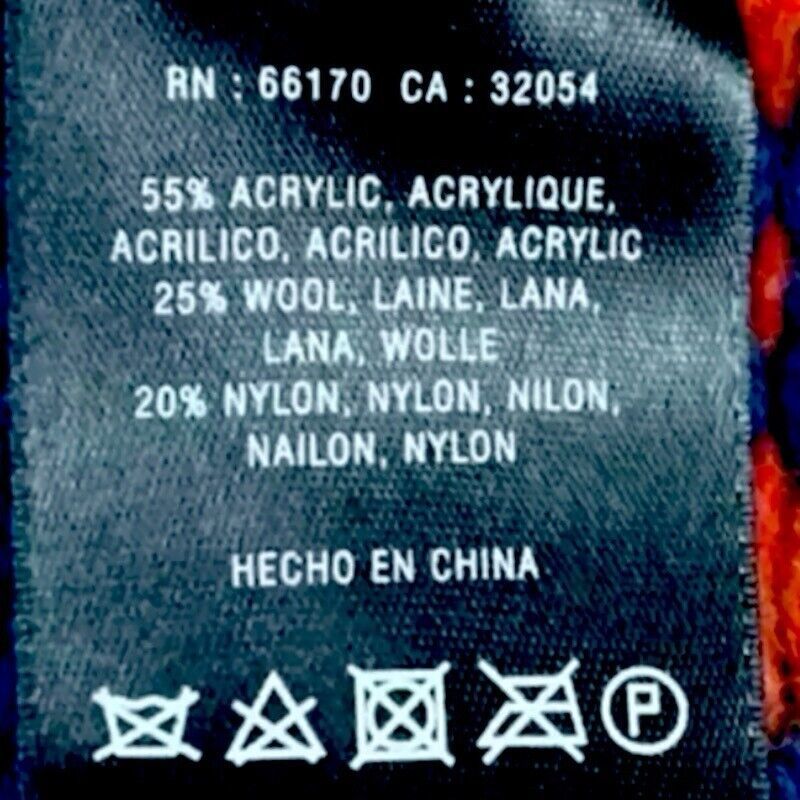 RN : 66170 CA : 32054
55% ACRYLIC, ACRYLIQUE,
ACRILICO, ACRILICO, ACRYLIC
25% WOOL, LAINE, LANA,
LANA, WOLLE
20% NYLON, NYLON, NILON,
NAILON, NYLON
HECHO EN CHINA
P